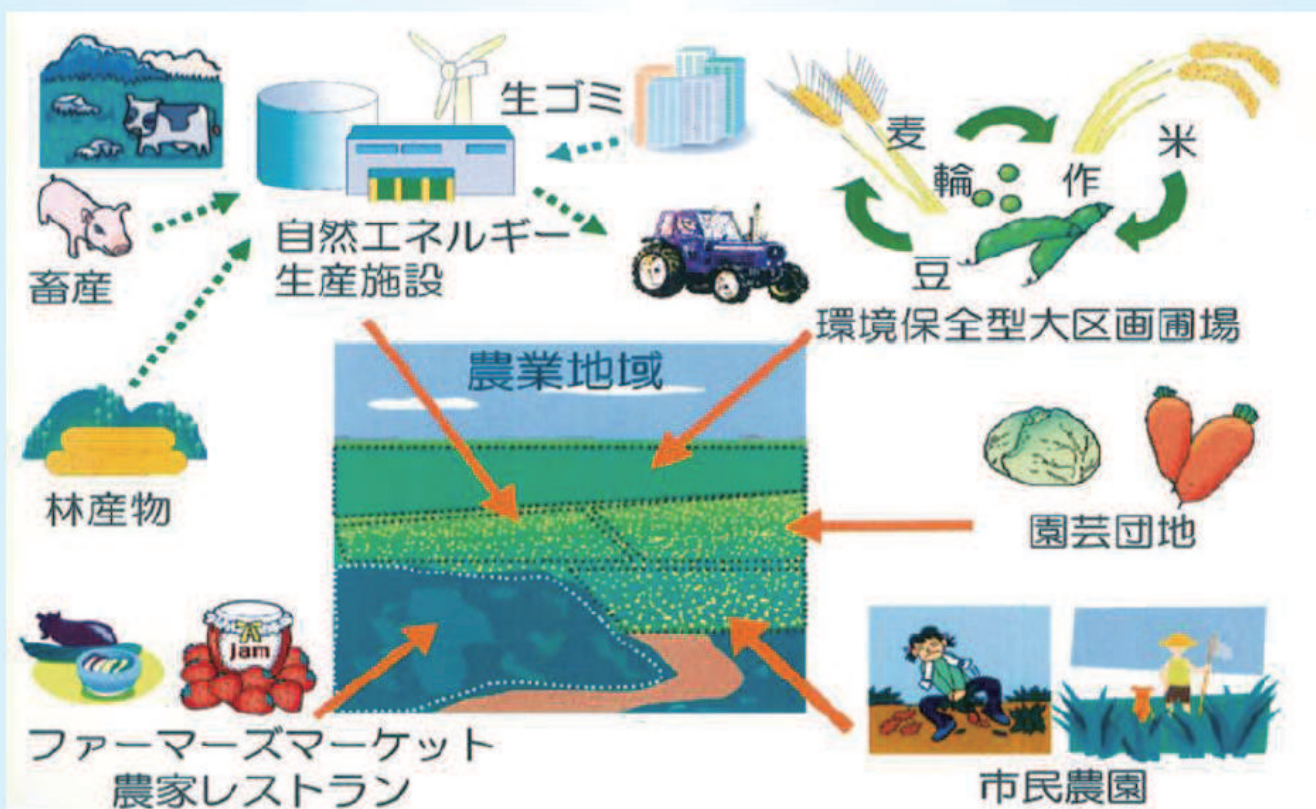 生ゴミ
麦
米
輪
作
豆
畜産
自然エネルギー
生産施設
環境保全型大区画圃場
農業地域
林産物
園芸団地
jam
ファーマーズマーケット
農家レストラン
市民農園